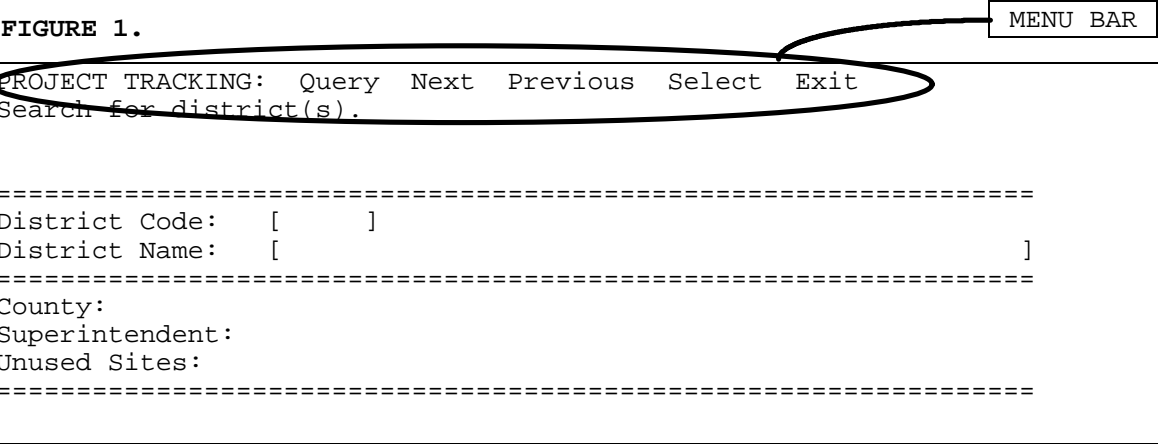 FIGURE 1.
MENU BAR
PROJECT TRACKING: Query Next Previous Select Exit
Search for district(s).
=================================================================
District Code: [ ]
District Name: [ ]
=================================================================
County:
Superintendent:
Unused Sites:
=================================================================